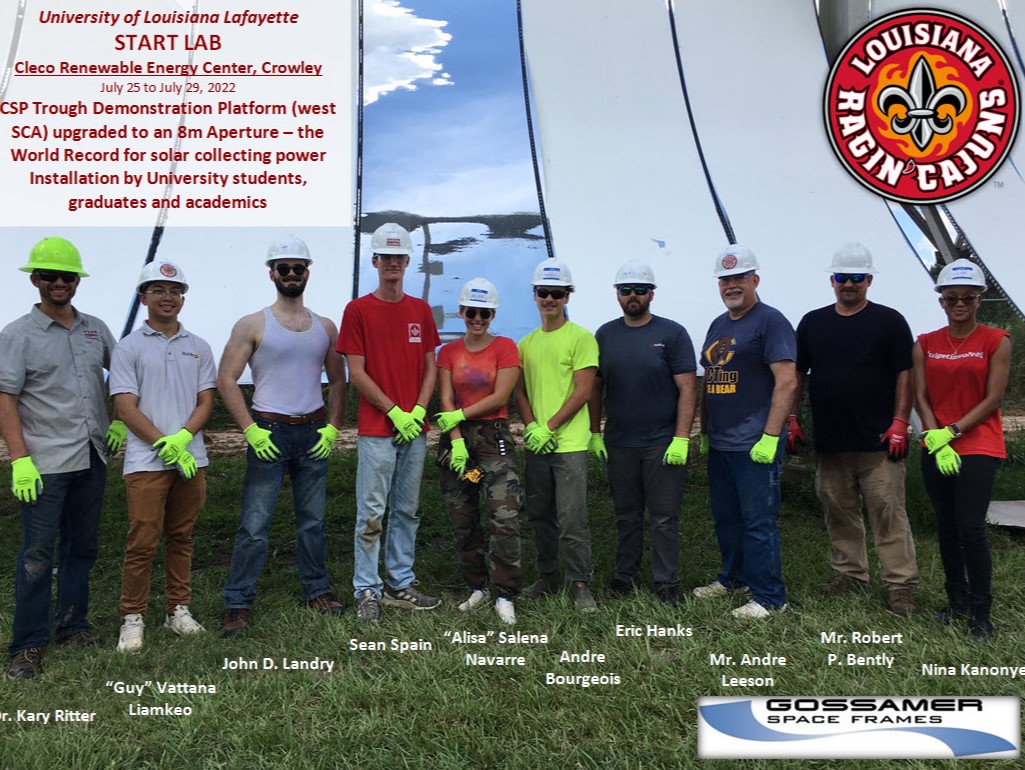 University of Louisiana Lafayette
START LAB
Cleco Renewable Energy Center, Crowley
July 25 to July 29, 2022
CSP Trough Demonstration Platform (west
SCA) upgraded to an 8m Aperture – the
World Record for solar collecting power
Installation by University students,
graduates and academics
LOUISIANA
RAGIN' CAJUNS
TM
CTing
E A BEAR
Sean Spain
"Alisa" Salena
Navarre
Eric Hanks
Andre
Bourgeois
John D. Landry
Mr. Andre
Leeson
Mr. Robert
P. Bently
Nina Kanonye
"Guy" Vattana
Liamkeo
r. Kary Ritter
GOSSAMER
SPACE FRAMES